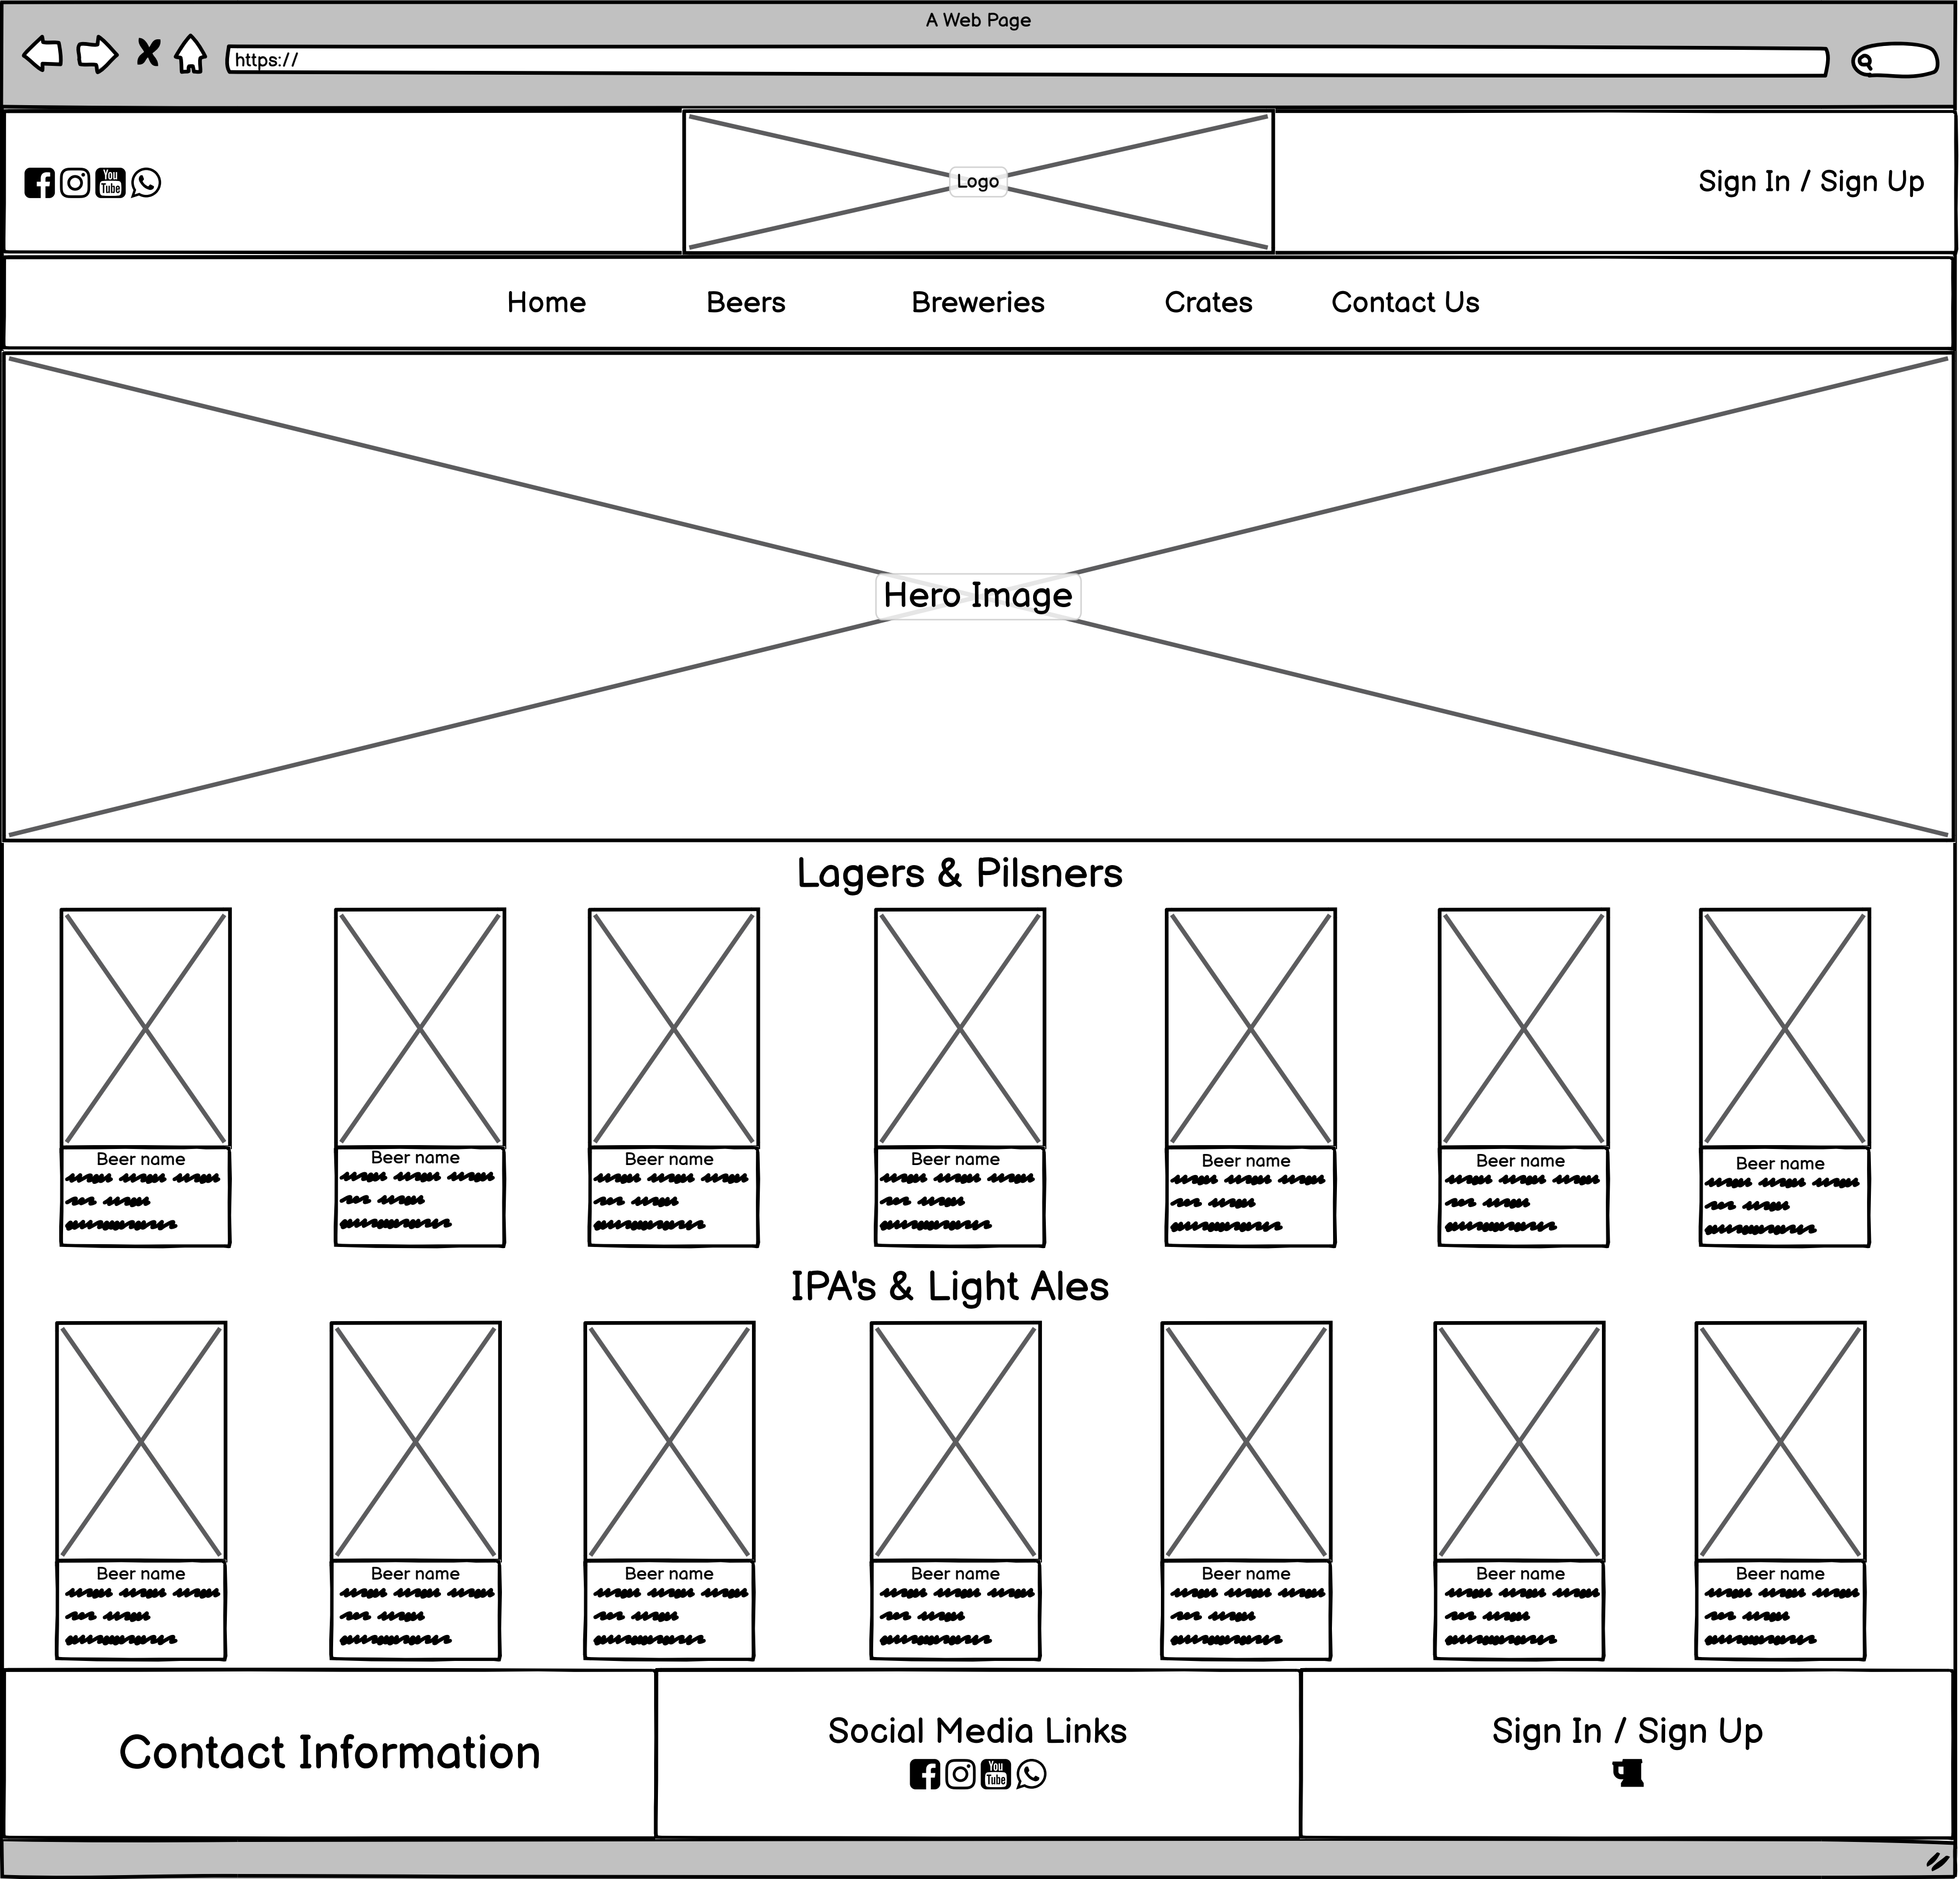 A Web Page
https://
Logo
Sign In / Sign Up
Home Beers Breweries Crates Contact Us
Hero Image
Lagers & Pilsners
Beer name Beer name Beer name Beer name Beer name Beer name Beer name
IPA's & Light Ales
Beer name Beer name Beer name Beer name Beer name Beer name Beer name
Contact Information
Social Media Links
You
Tube
Sign In / Sign Up